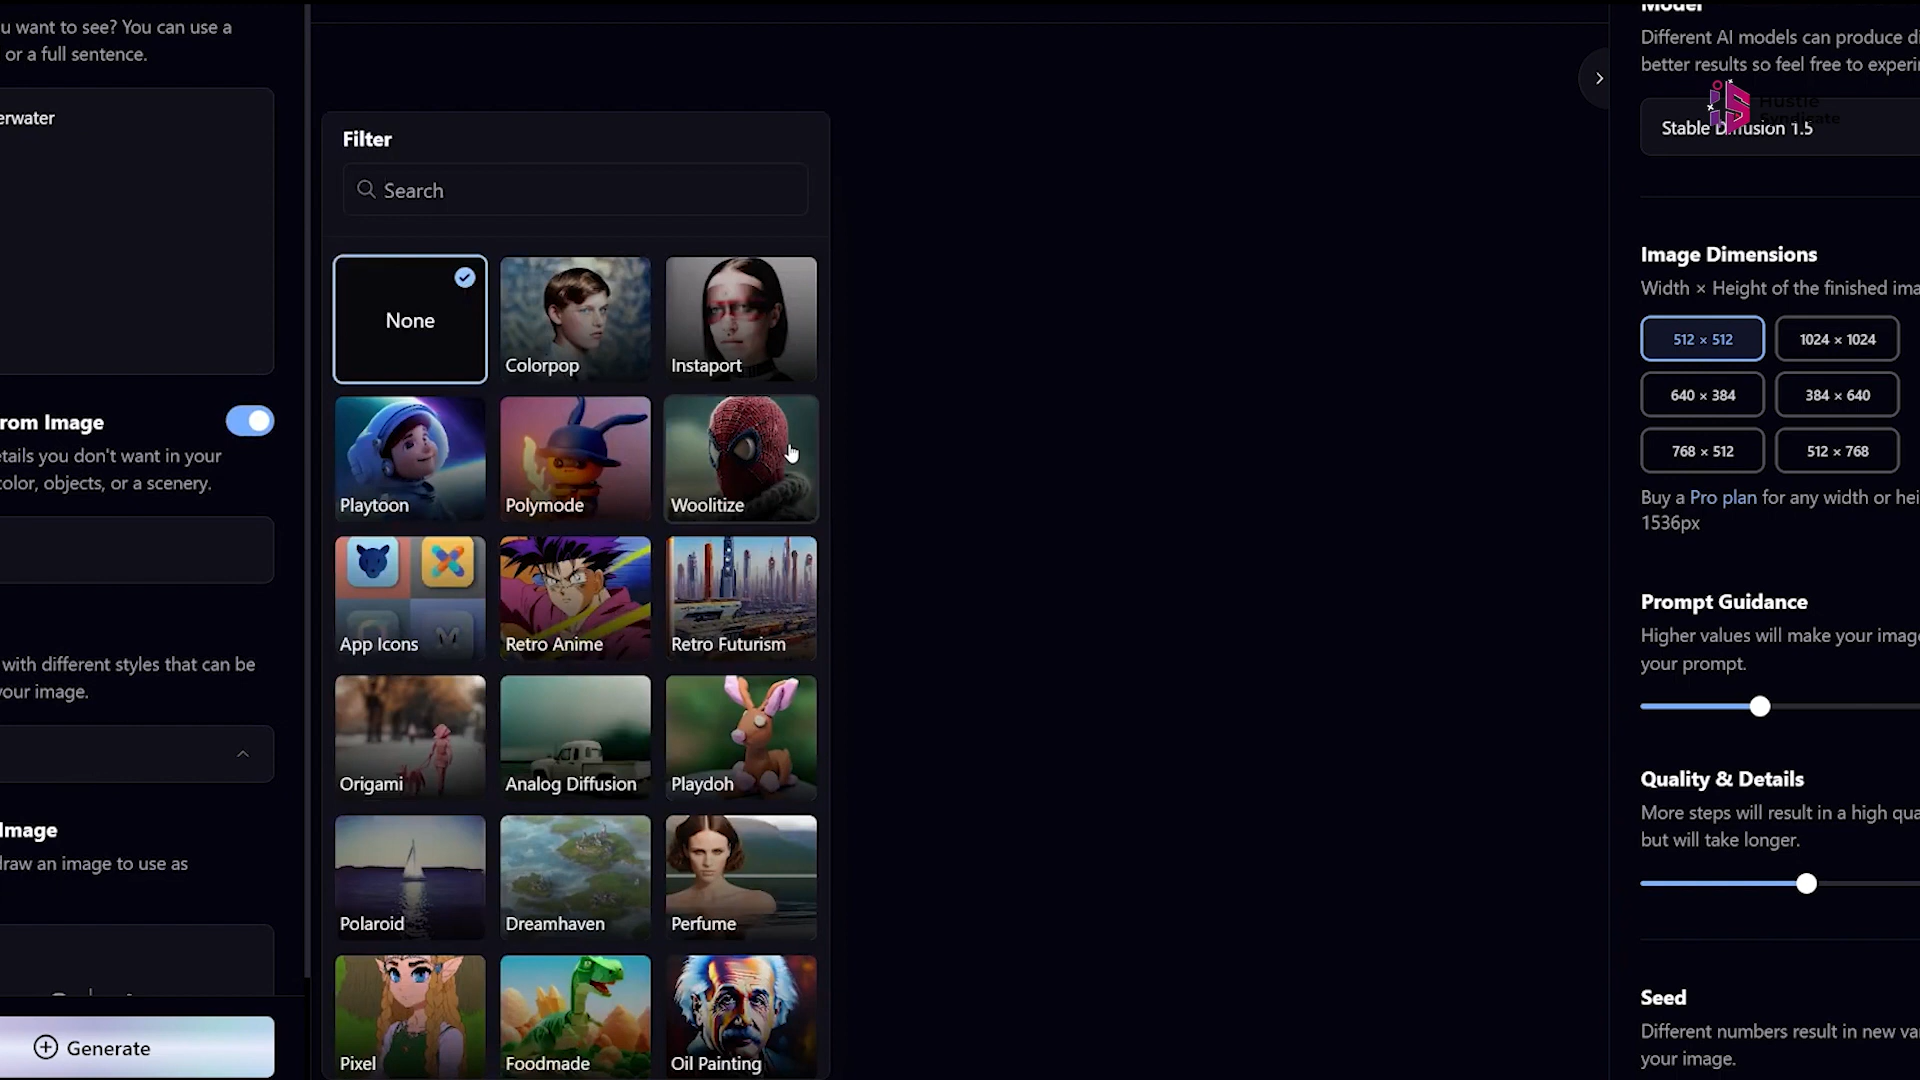 u want to see? You can use a
or a full sentence.
erwater
rom Image
etails you don't want in your
color, objects, or a scenery.
with different styles that can be
your image.
Image
draw an image to use as
Generate
Filter
Search
None
Colorpop
Instaport
Playtoon
Polymode
Woolitize
App Icons
Retro Anime
Retro Futurism
Origami
Analog Diffusion
Playdoh
Polaroid
Dreamhaven
Perfume
Pixel
Foodmade
Oil Painting
Model
Different AI models can produce di
better results so feel free to experi
Hustle
Syndicate
Stable Diffusion 1.5
Image Dimensions
Width × Height of the finished ima
512 × 512
1024 × 1024
640 × 384
384 × 640
768 × 512
512 × 768
Buy a Pro plan for any width or hei
1536px
Prompt Guidance
Higher values will make your image
your prompt.
Quality & Details
More steps will result in a high qua
but will take longer.
Seed
Different numbers result in new var
your image.